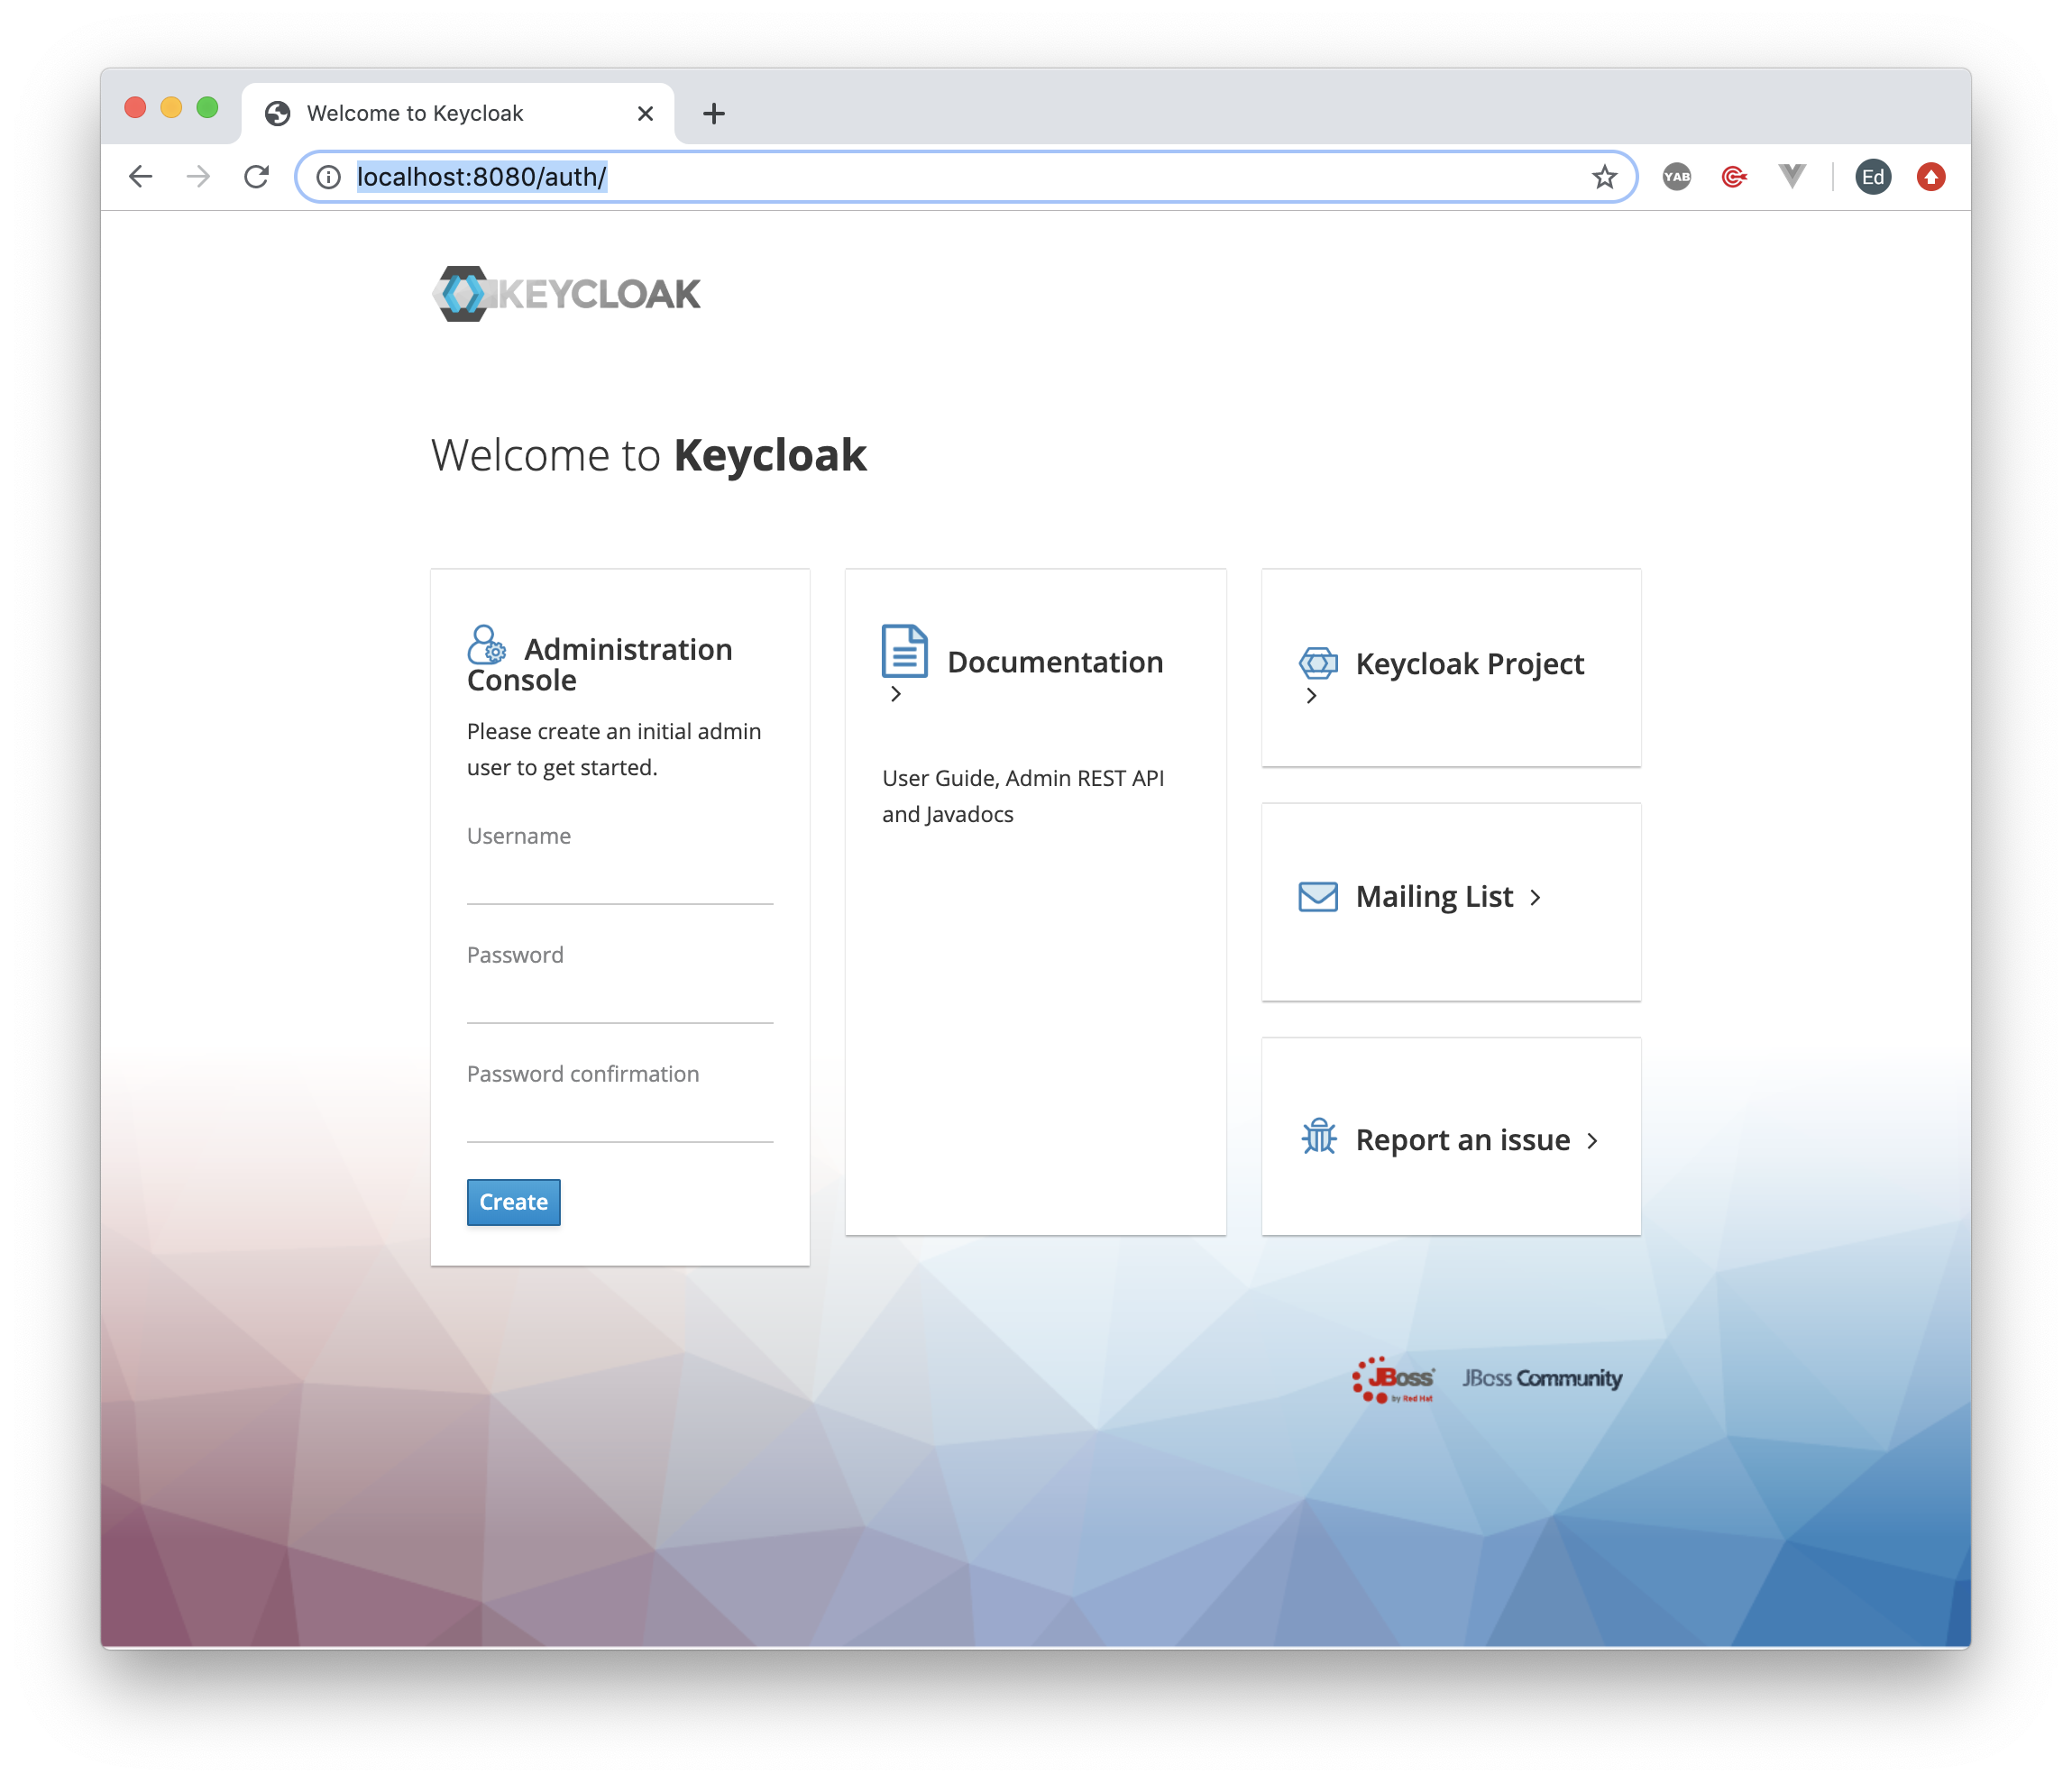 Welcome to Keycloak
localhost:8080/auth/
YAB
Ed
KEYCLOAK
Welcome to Keycloak
Administration
Console
Please create an initial admin
user to get started.
Username
Password
Password confirmation
Create
Documentation
User Guide, Admin REST API
and Javadocs
Keycloak Project
Mailing List
Report an issue
JBoss
by Red Hat
JBoss Community